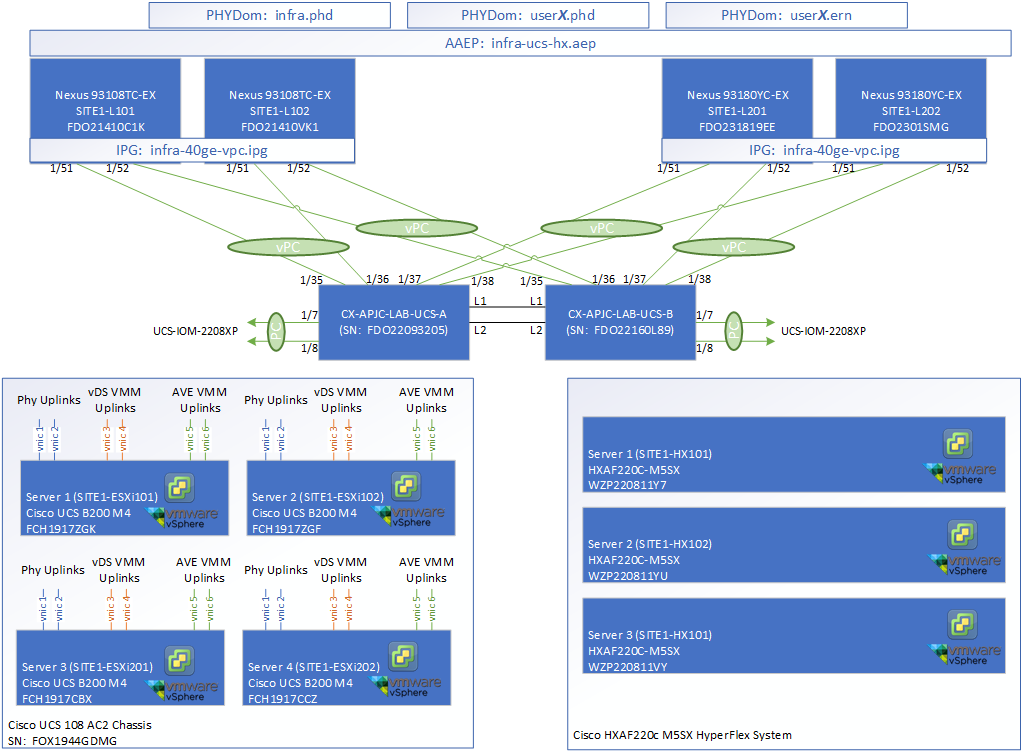 PHYDom: infra.phd
PHYDom: userX.phd
PHYDom: userX.ern
AAEP: infra-ucs-hx.aep
Nexus 93108TC-EX
SITE1-L101
FDO21410C1K
Nexus 93108TC-EX
SITE1-L102
FDO21410VK1
Nexus 93180YC-EX
SITE1-L201
FDO231819EE
Nexus 93180YC-EX
SITE1-L202
FDO2301SMG
IPG: infra-40ge-vpc.ipg
IPG: infra-40ge-vpc.ipg
1/51
1/52
1/51
1/52
1/51
1/52
1/51
1/52
vPC
vPC
vPC
vPC
1/35
1/36
1/37
1/38
1/35
1/36
1/37
1/38
CX-APJC-LAB-UCS-A
(SN: FDO22093205)
L1
L1
L2
L2
CX-APJC-LAB-UCS-B
(SN: FDO22160L89)
UCS-IOM-2208XP
PC
1/7
1/8
1/7
1/8
PC
UCS-IOM-2208XP
Phy Uplinks
vDS VMM
Uplinks
AVE VMM
Uplinks
vnic 1
vnic 2
vnic 3
vnic 4
vnic 5
vnic 6
Server 1 (SITE1-ESXi101)
Cisco UCS B200 M4
FCH1917ZGK
vmware
vSphere
Phy Uplinks
vDS VMM
Uplinks
AVE VMM
Uplinks
vnic 1
vnic 2
vnic 3
vnic 4
vnic 5
vnic 6
Server 2 (SITE1-ESXi102)
Cisco UCS B200 M4
FCH1917ZGF
vmware
vSphere
Phy Uplinks
vDS VMM
Uplinks
AVE VMM
Uplinks
vnic 1
vnic 2
vnic 3
vnic 4
vnic 5
vnic 6
Server 3 (SITE1-ESXi201)
Cisco UCS B200 M4
FCH1917CBX
vmware
vSphere
Phy Uplinks
vDS VMM
Uplinks
AVE VMM
Uplinks
vnic 1
vnic 2
vnic 3
vnic 4
vnic 5
vnic 6
Server 4 (SITE1-ESXi202)
Cisco UCS B200 M4
FCH1917CCZ
vmware
vSphere
Cisco UCS 108 AC2 Chassis
SN: FOX1944GDMG
Server 1 (SITE1-HX101)
HXAF220C-M5SX
WZP220811Y7
vmware
vSphere
Server 2 (SITE1-HX102)
HXAF220C-M5SX
WZP220811YU
vmware
vSphere
Server 3 (SITE1-HX101)
HXAF220C-M5SX
WZP220811VY
vmware
vSphere
Cisco HXAF220c M5SX HyperFlex System